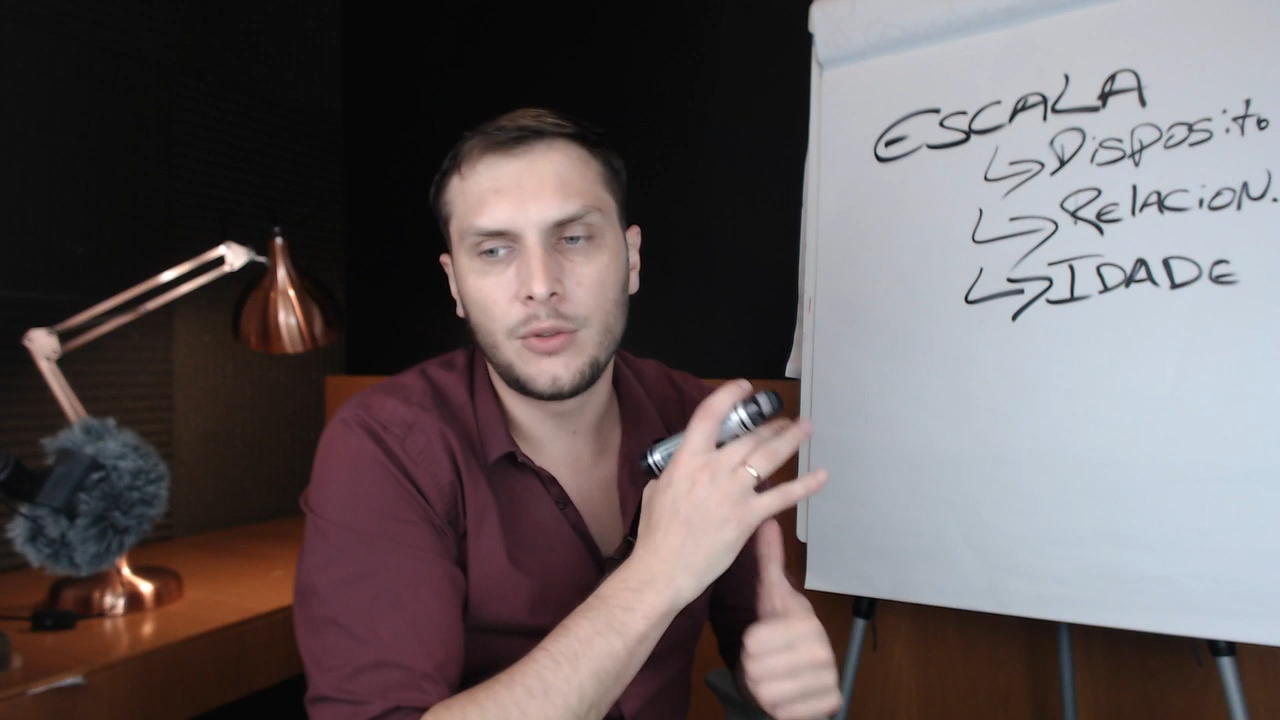 ESCALA
↳ Disposito
↳ RELACION.
↳ IDADE